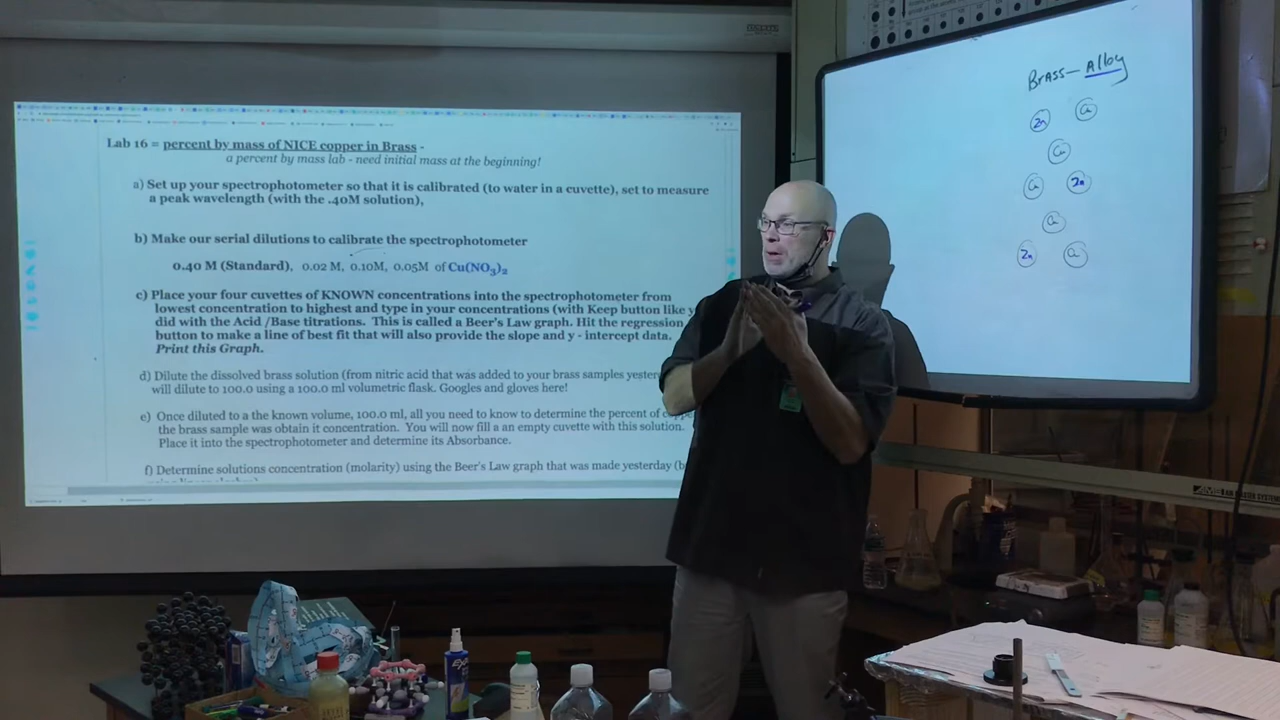 Lab 16 = percent by mass of NICE copper in Brass -
a percent by mass lab - need initial mass at the beginning!
a) Set up your spectrophotometer so that it is calibrated (to water in a cuvette), set to measure
a peak wavelength (with the .40M solution),
b) Make our serial dilutions to calibrate the spectrophotometer
0.40 M (Standard), 0.02 M, 0.10M, 0.05M of Cu(NO3)2
c) Place your four cuvettes of KNOWN concentrations into the spectrophotometer from
lowest concentration to highest and type in your concentrations (with Keep button like
did with the Acid /Base titrations. This is called a Beer's Law graph. Hit the regression
button to make a line of best fit that will also provide the slope and y - intercept data.
Print this Graph.
d) Dilute the dissolved brass solution (from nitric acid that was added to your brass samples
will dilute to 100.0 using a 100.0 ml volumetric flask. Googles and gloves here!
e) Once diluted to a the known volume, 100.0 ml, all you need to know to determine the percent of
the brass sample was obtain it concentration. You will now fill a an empty cuvette with this solution.
Place it into the spectrophotometer and determine its Absorbance.
f) Determine solutions concentration (molarity) using the Beer's Law graph that was made yesterday
Brass - Alloy
Zn Cu
Cu
Cu Zn
Cu
Zn Cu